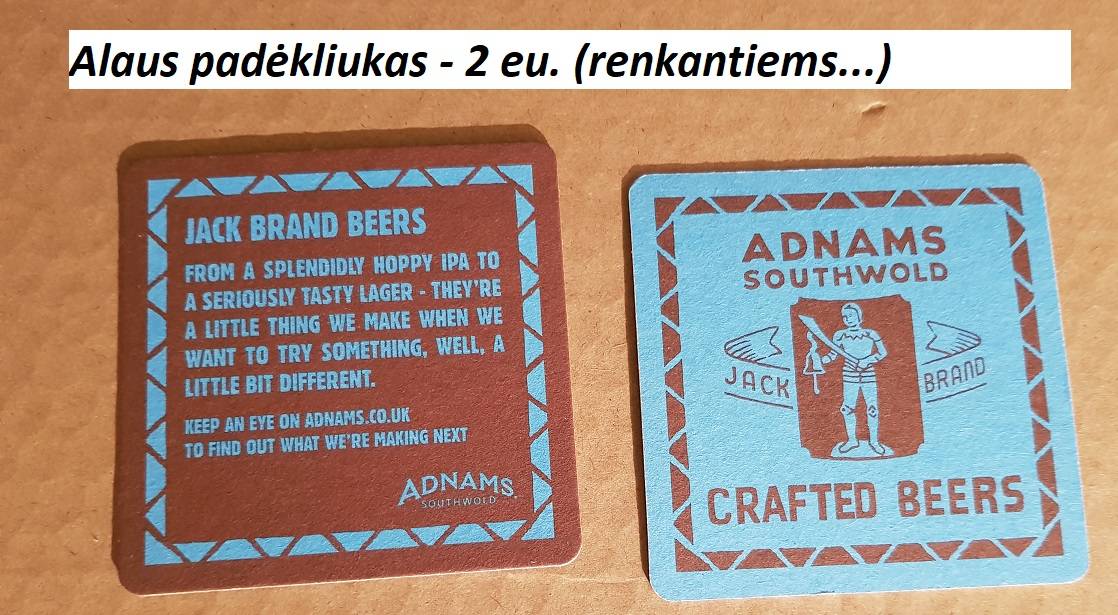 Alaus padėkliukas - 2 eu. (renkantiems...)
JACK BRAND BEERS
FROM A SPLENDIDLY HOPPY IPA TO
A SERIOUSLY TASTY LAGER - THEY'RE
A LITTLE THING WE MAKE WHEN WE
WANT TO TRY SOMETHING, WELL, A
LITTLE BIT DIFFERENT.
KEEP AN EYE ON ADNAMS.CO.UK
TO FIND OUT WHAT WE'RE MAKING NEXT
ADNAMS
SOUTHWOLD
ADNAMS
SOUTHWOLD
JACK BRAND
CRAFTED BEERS